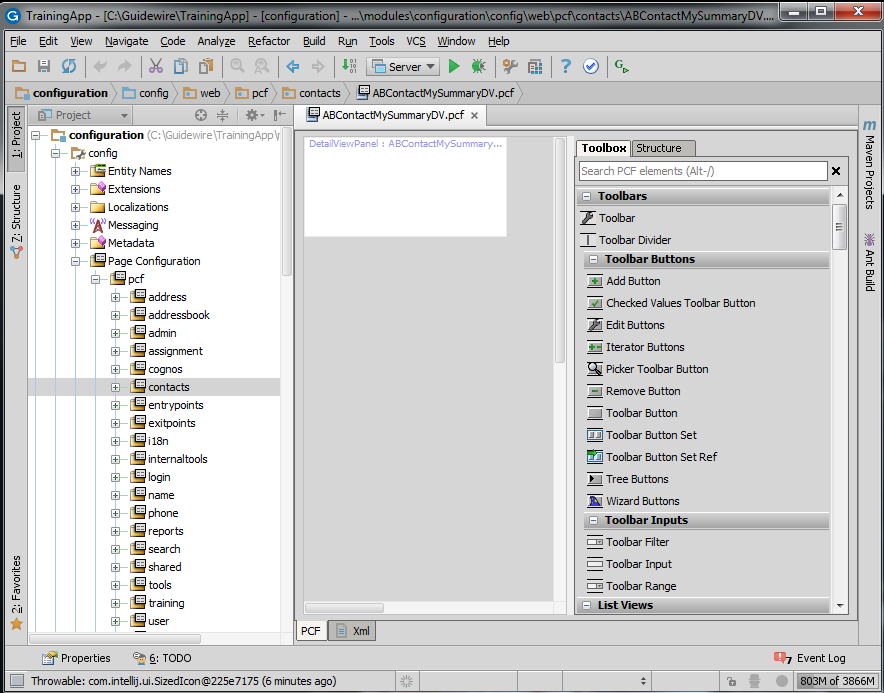 TrainingApp - [C:\Guidewire\TrainingApp] - [configuration] - ...\modules\configuration\config\web\pcf\contacts\ABContactMySummaryDV....
File Edit View Navigate Code Analyze Refactor Build Run Tools VCS Window Help
Server
configuration config web pcf contacts ABContactMySummaryDV.pcf
1: Project
Z: Structure
2: Favorites
Project
configuration (C:\Guidewire\TrainingApp\r
config
Entity Names
Extensions
Localizations
Messaging
Metadata
Page Configuration
pcf
address
addressbook
admin
assignment
cognos
contacts
entrypoints
exitpoints
i18n
internaltools
login
name
phone
reports
search
shared
tools
training
user
ABContactMySummaryDV.pcf
DetailViewPanel : ABContactMySummary...
PCF Xml
Toolbox Structure
Search PCF elements (Alt-/)
Toolbars
Toolbar
Toolbar Divider
Toolbar Buttons
Add Button
Checked Values Toolbar Button
Edit Buttons
Iterator Buttons
Picker Toolbar Button
Remove Button
Toolbar Button
Toolbar Button Set
Toolbar Button Set Ref
Tree Buttons
Wizard Buttons
Toolbar Inputs
Toolbar Filter
Toolbar Input
Toolbar Range
List Views
m
Maven Projects
Ant Build
Properties 6: TODO 7 Event Log
Throwable: com.intellij.ui.SizedIcon@225e7175 (6 minutes ago) 803M of 3866M